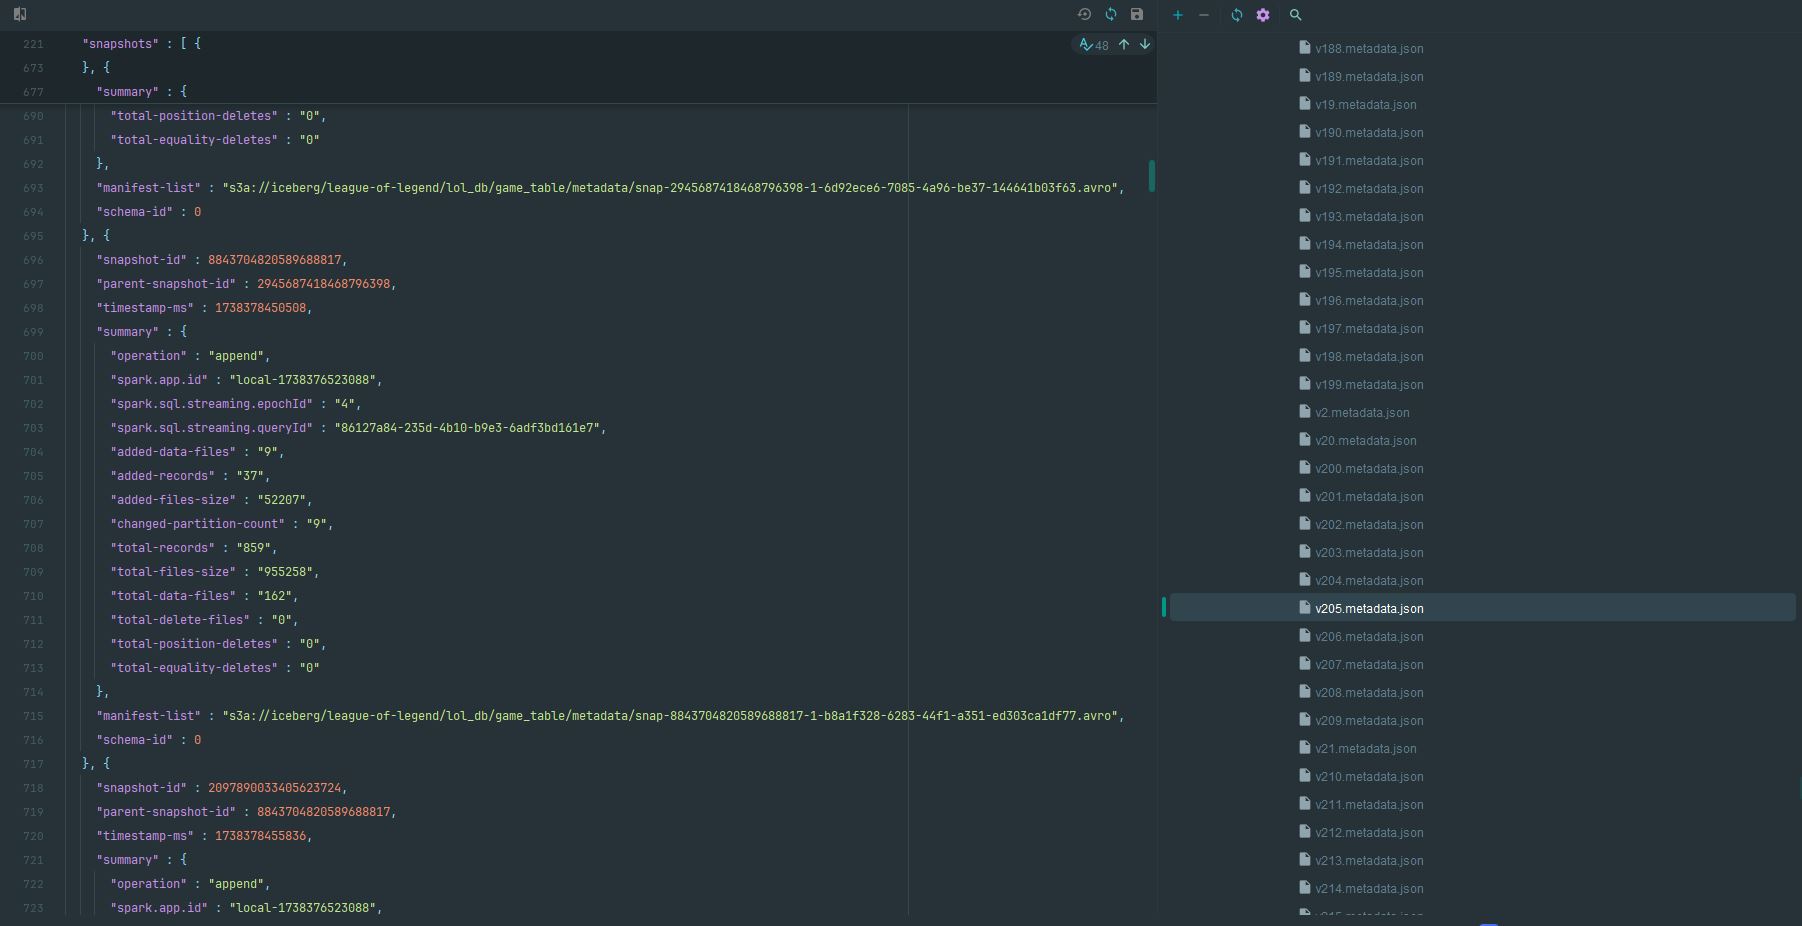 221 "snapshots" : [ {
48
673 }, {
677 "summary" : {
690 "total-position-deletes" : "0",
691 "total-equality-deletes" : "0"
692 },
693 "manifest-list" : "s3a://iceberg/league-of-legend/lol_db/game_table/metadata/snap-2945687418468796398-1-6d92ece6-7085-4a96-be37-144641b03f63.avro",
694 "schema-id" : 0
695 }, {
696 "snapshot-id" : 8843704820589688817,
697 "parent-snapshot-id" : 2945687418468796398,
698 "timestamp-ms" : 1738378450508,
699 "summary" : {
700 "operation" : "append",
701 "spark.app.id" : "local-1738376523088",
702 "spark.sql.streaming.epochId" : "4",
703 "spark.sql.streaming.queryId" : "86127a84-235d-4b10-b9e3-6adf3bd161e7",
704 "added-data-files" : "9",
705 "added-records" : "37",
706 "added-files-size" : "52207",
707 "changed-partition-count" : "9",
708 "total-records" : "859",
709 "total-files-size" : "955258",
710 "total-data-files" : "162",
711 "total-delete-files" : "0",
712 "total-position-deletes" : "0",
713 "total-equality-deletes" : "0"
714 },
715 "manifest-list" : "s3a://iceberg/league-of-legend/lol_db/game_table/metadata/snap-8843704820589688817-1-b8a1f328-6283-44f1-a351-ed303ca1df77.avro",
716 "schema-id" : 0
717 }, {
718 "snapshot-id" : 2097890033405623724,
719 "parent-snapshot-id" : 8843704820589688817,
720 "timestamp-ms" : 1738378455836,
721 "summary" : {
722 "operation" : "append",
723 "spark.app.id" : "local-1738376523088",
v188.metadata.json
v189.metadata.json
v19.metadata.json
v190.metadata.json
v191.metadata.json
v192.metadata.json
v193.metadata.json
v194.metadata.json
v195.metadata.json
v196.metadata.json
v197.metadata.json
v198.metadata.json
v199.metadata.json
v2.metadata.json
v20.metadata.json
v200.metadata.json
v201.metadata.json
v202.metadata.json
v203.metadata.json
v204.metadata.json
v205.metadata.json
v206.metadata.json
v207.metadata.json
v208.metadata.json
v209.metadata.json
v21.metadata.json
v210.metadata.json
v211.metadata.json
v212.metadata.json
v213.metadata.json
v214.metadata.json